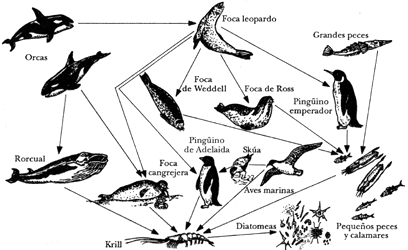 Foca leopardo
Grandes peces
Orcas
Foca
de Weddell
Foca de Ross
Pingüino
emperador
Pingüino
de Adelaida
Skúa
Rorcual
Foca
cangrejera
Aves marinas
Diatomeas
Pequeños peces
y calamares
Krill